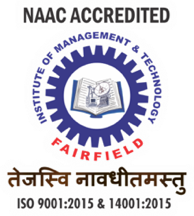 NAAC ACCREDITED
INSTITUTE OF MANAGEMENT & TECHNOLOGY
FAIRFIELD
तेजस्वि नावधीतमस्तु
ISO 9001:2015 & 14001:2015